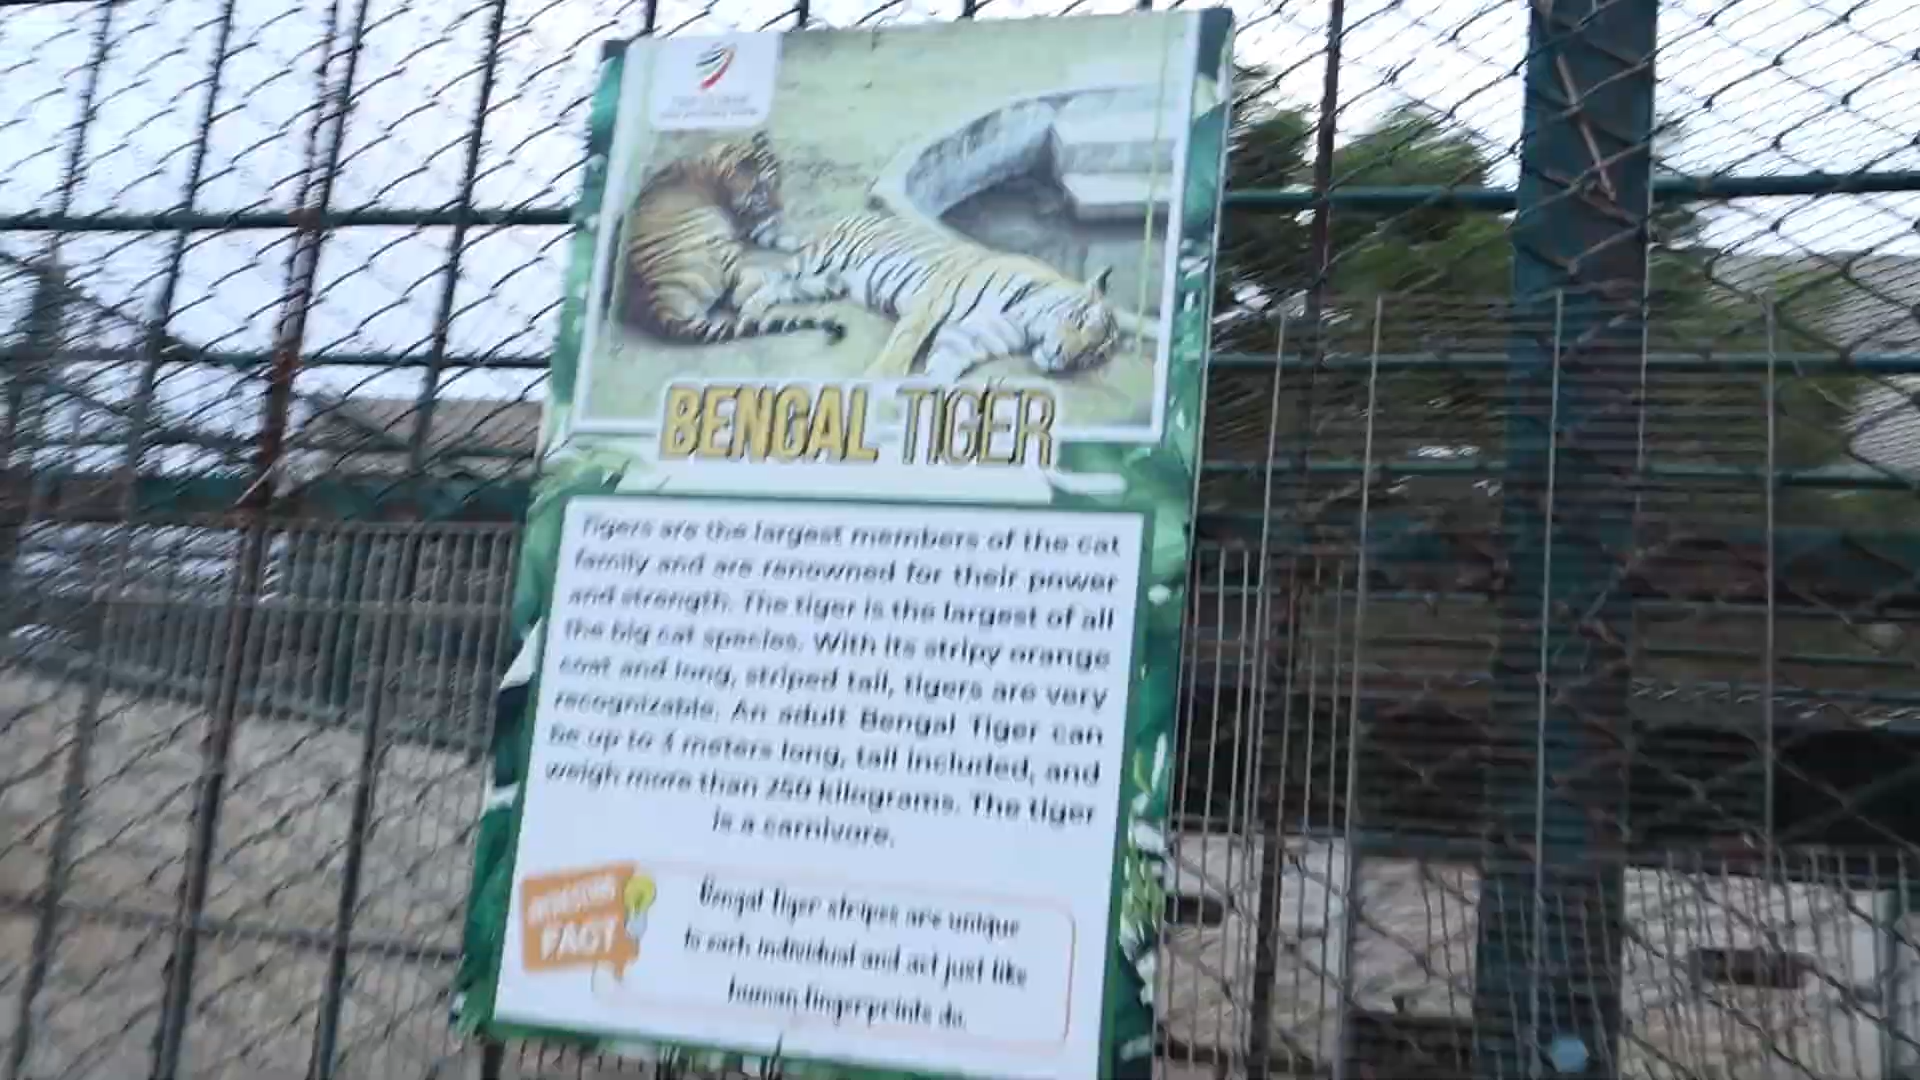 BENGAL TIGER
Tigers are the largest members of the cat
family and are renowned for their power
and strength. The tiger is the largest of all
the big cat species. With its stripy orange
coat and long, striped tail, tigers are very
recognizable. An adult Bengal Tiger can
be up to 3 meters long, tail included, and
weigh more than 250 kilograms. The tiger
is a carnivore.
FACT
Bengal Tiger stripes are unique
to each individual and act just like
human fingerprints do.